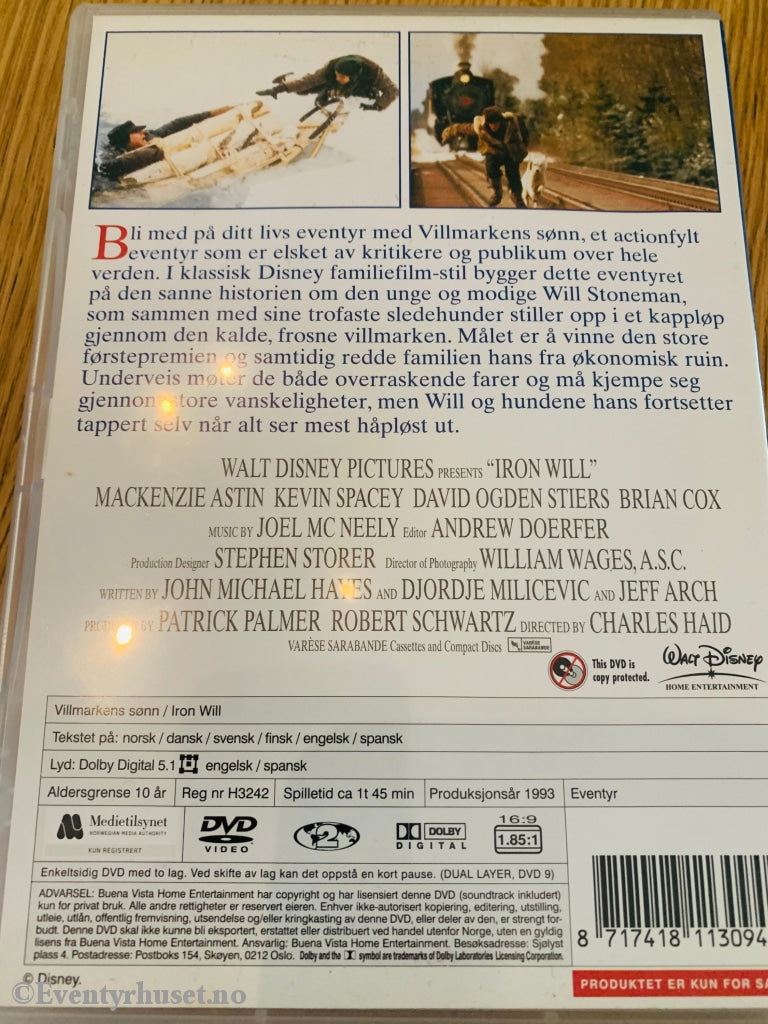 Bli med på ditt livs eventyr med Villmarkens sønn, et actionfylt
eventyr som er elsket av kritikere og publikum over hele
verden. I klassisk Disney familiefilm-stil bygger dette eventyret
på den sanne historien om den unge og modige Will Stoneman,
som sammen med sine trofaste sledehunder stiller opp i et kappløp
gjennom den kalde, frosne villmarken. Målet er å vinne den store
førstepremien og samtidig redde familien hans fra økonomisk ruin.
Underveis møter de både overraskende farer og må kjempe seg
gjennom store vanskeligheter, men Will og hundene hans fortsetter
tappert selv når alt ser mest håpløst ut.
WALT DISNEY PICTURES PRESENTS "IRON WILL"
MACKENZIE ASTIN KEVIN SPACEY DAVID OGDEN STIERS BRIAN COX
MUSIC BY JOEL MC NEELY Editor ANDREW DOERFER
Production Designer STEPHEN STORER Director of Photography WILLIAM WAGES, A.S.C.
WRITTEN BY JOHN MICHAEL HAYES AND DJORDJE MILICEVIC AND JEFF ARCH
PRODUCED BY PATRICK PALMER ROBERT SCHWARTZ DIRECTED BY CHARLES HAID
VARÈSE SARABANDE Cassettes and Compact Discs VARÈSE SARABANDE
This DVD is
copy protected.
WALT DISNEY
HOME ENTERTAINMENT
Villmarkens sønn / Iron Will
Tekstet på: norsk / dansk / svensk / finsk / engelsk / spansk
Lyd: Dolby Digital 5.1 engelsk / spansk
Aldersgrense 10 år Reg nr H3242 Spilletid ca 1t 45 min Produksjonsår 1993 Eventyr
Medietilsynet
NORWEGIAN MEDIA AUTHORITY
KUN REGISTRERT
DVD
VIDEO
2
DOLBY
DIGITAL
16:9
1.85:1
Enkeltsidig DVD med to lag. Ved skifte av lag kan det oppstå en kort pause. (DUAL LAYER, DVD 9)
ADVARSEL: Buena Vista Home Entertainment har copyright og har lisensiert denne DVD (soundtrack inkludert)
kun for privat bruk. Alle andre rettigheter er reservert eieren. Enhver ikke-autorisert kopiering, editering, utstilling,
utleie, utlån, offentlig fremvisning, utsendelse og/eller kringkasting av denne DVD, eller deler av den, er strengt for-
budt. Denne DVD skal ikke kunne bli eksportert, erstattet eller distribuert ved handel utenfor Norge, uten en gyldig
lisens fra Buena Vista Home Entertainment. Ansvarlig: Buena Vista Home Entertainment. Besøksadresse: Sjølyst
plass 4. Postadresse: Postboks 154, Skøyen, 0212 Oslo. Dolby and the symbol are trademarks of Dolby Laboratories Licensing Corporation.
8 717418 113094
© Disney.
PRODUKTET ER KUN FOR SA
©Eventyrhuset.no